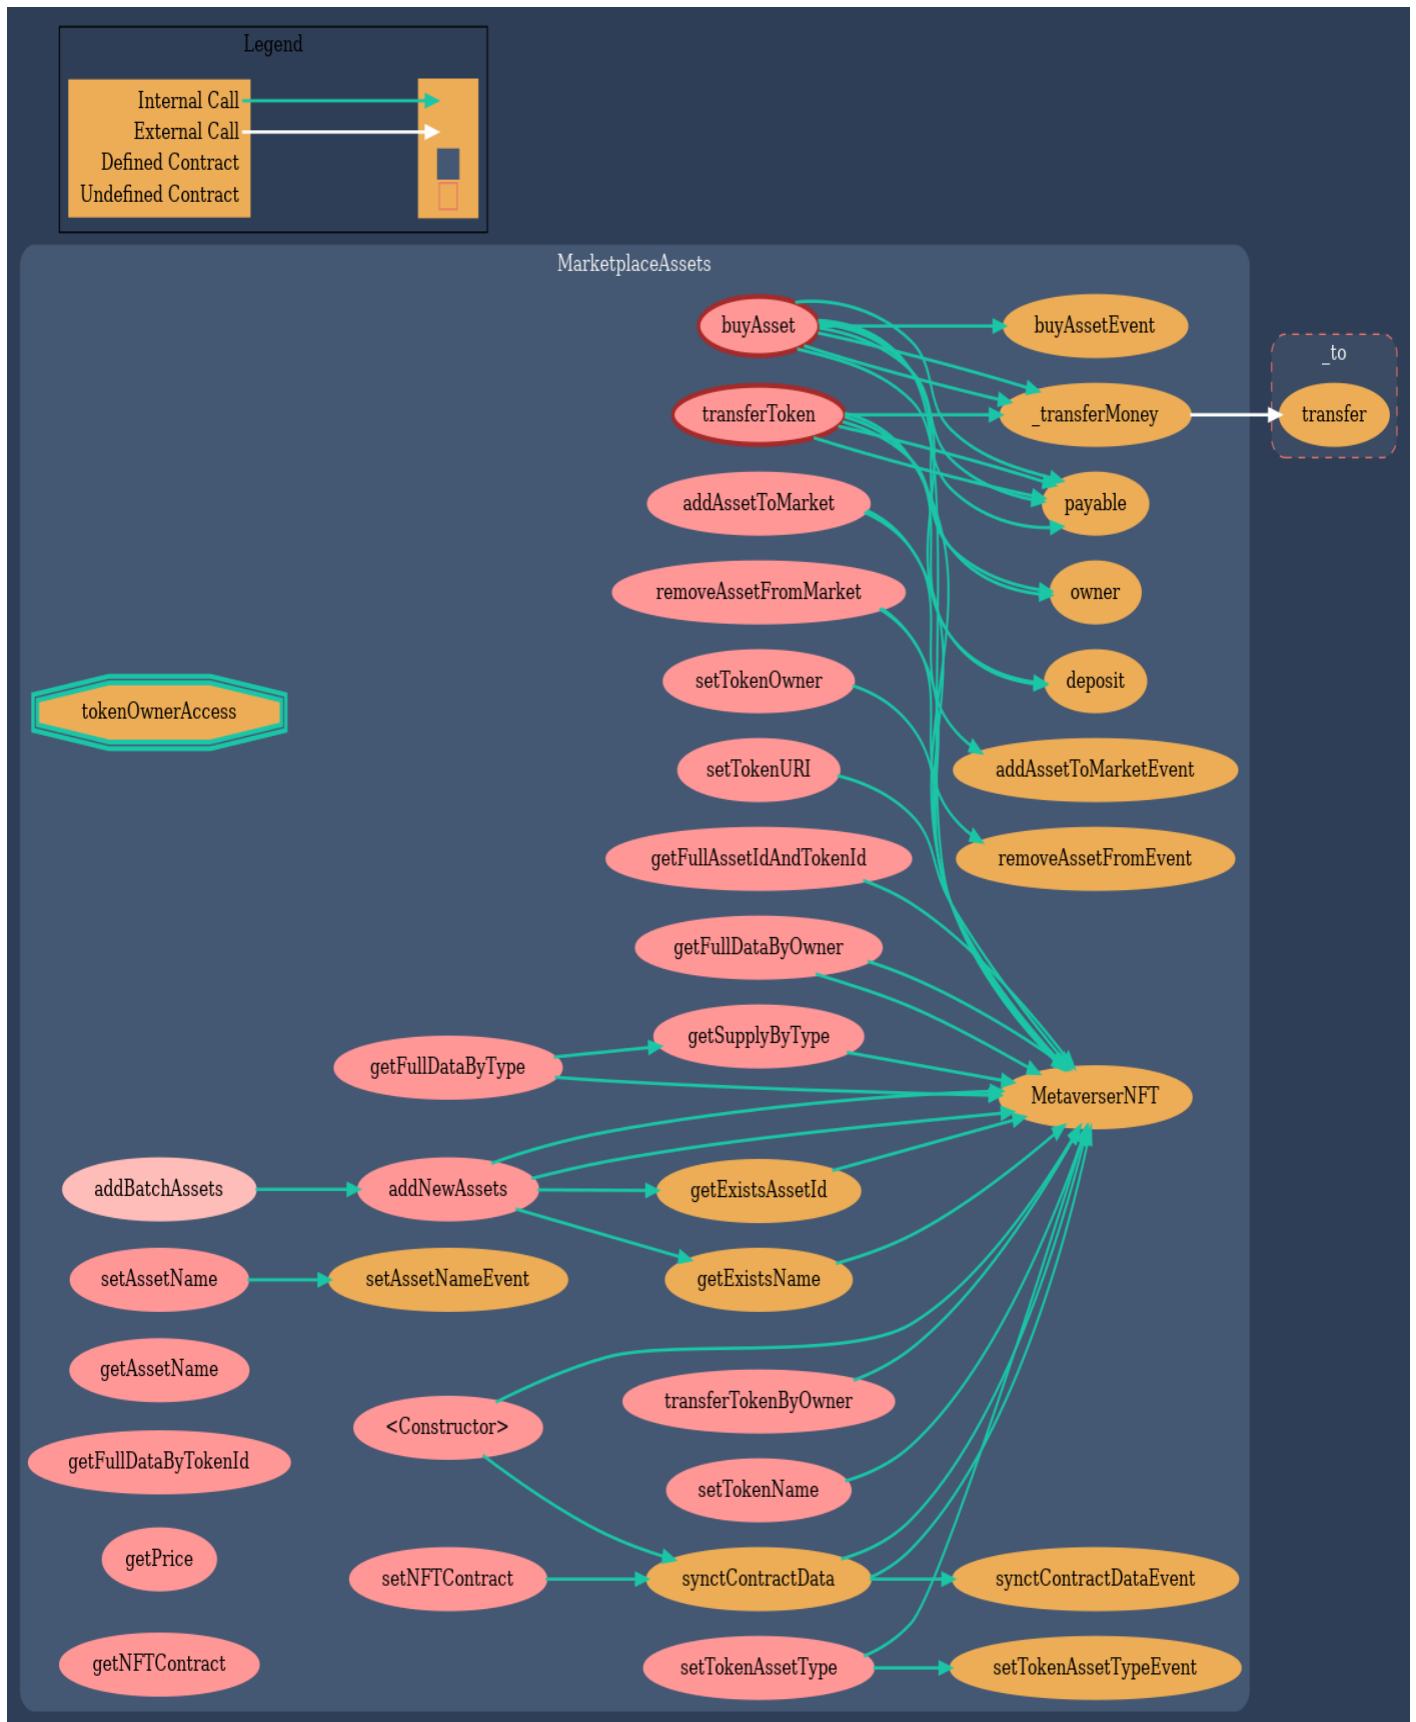 Legend
Internal Call
External Call
Defined Contract
Undefined Contract
MarketplaceAssets
buyAsset
buyAssetEvent
_to
transferToken
_transferMoney
transfer
addAssetToMarket
payable
removeAssetFromMarket
owner
setTokenOwner
deposit
tokenOwnerAccess
setTokenURI
addAssetToMarketEvent
getFullAssetIdAndTokenId
removeAssetFromEvent
getFullDataByOwner
getSupplyByType
getFullDataByType
MetaverserNFT
addBatchAssets
addNewAssets
getExistsAssetId
setAssetName
setAssetNameEvent
getExistsName
getAssetName
transferTokenByOwner
<Constructor>
getFullDataByTokenId
setTokenName
getPrice
setNFTContract
synctContractData
synctContractDataEvent
getNFTContract
setTokenAssetType
setTokenAssetTypeEvent